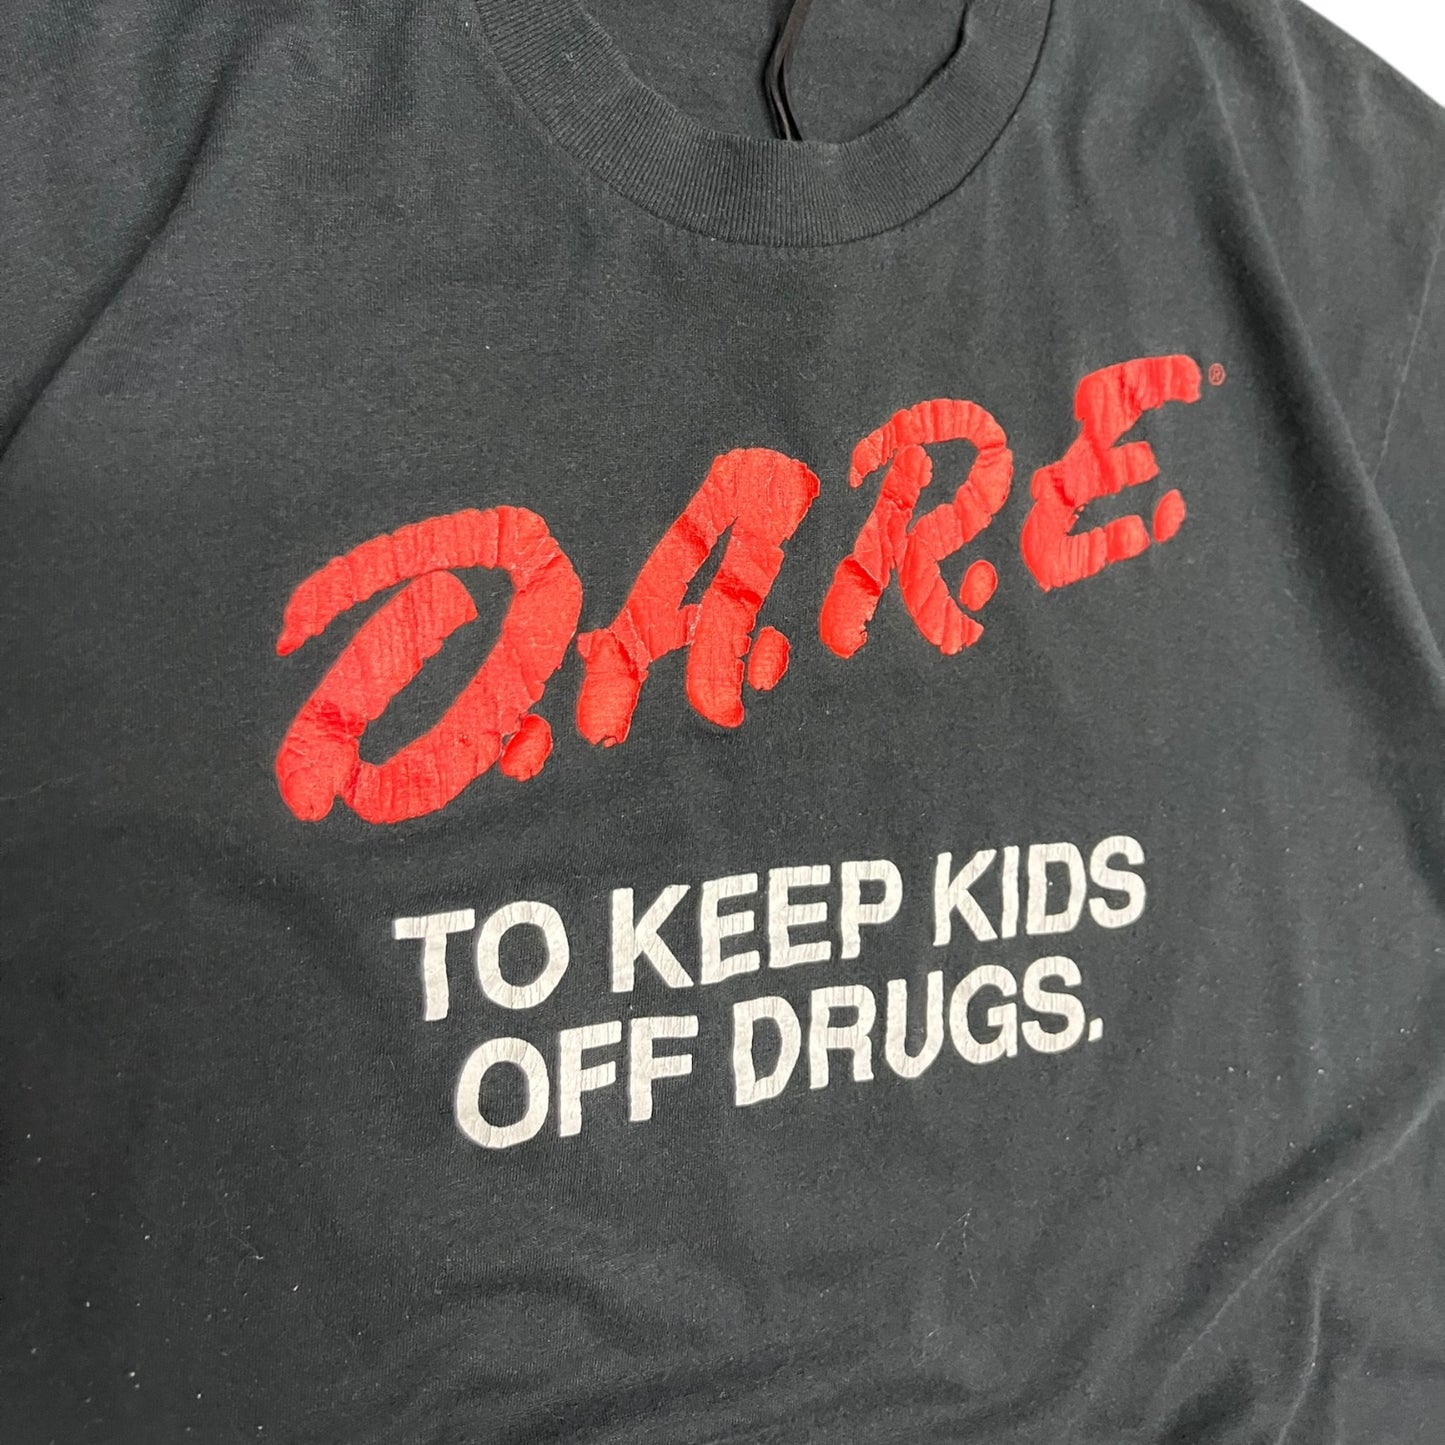 D.A.R.E.®
TO KEEP KIDS
OFF DRUGS.